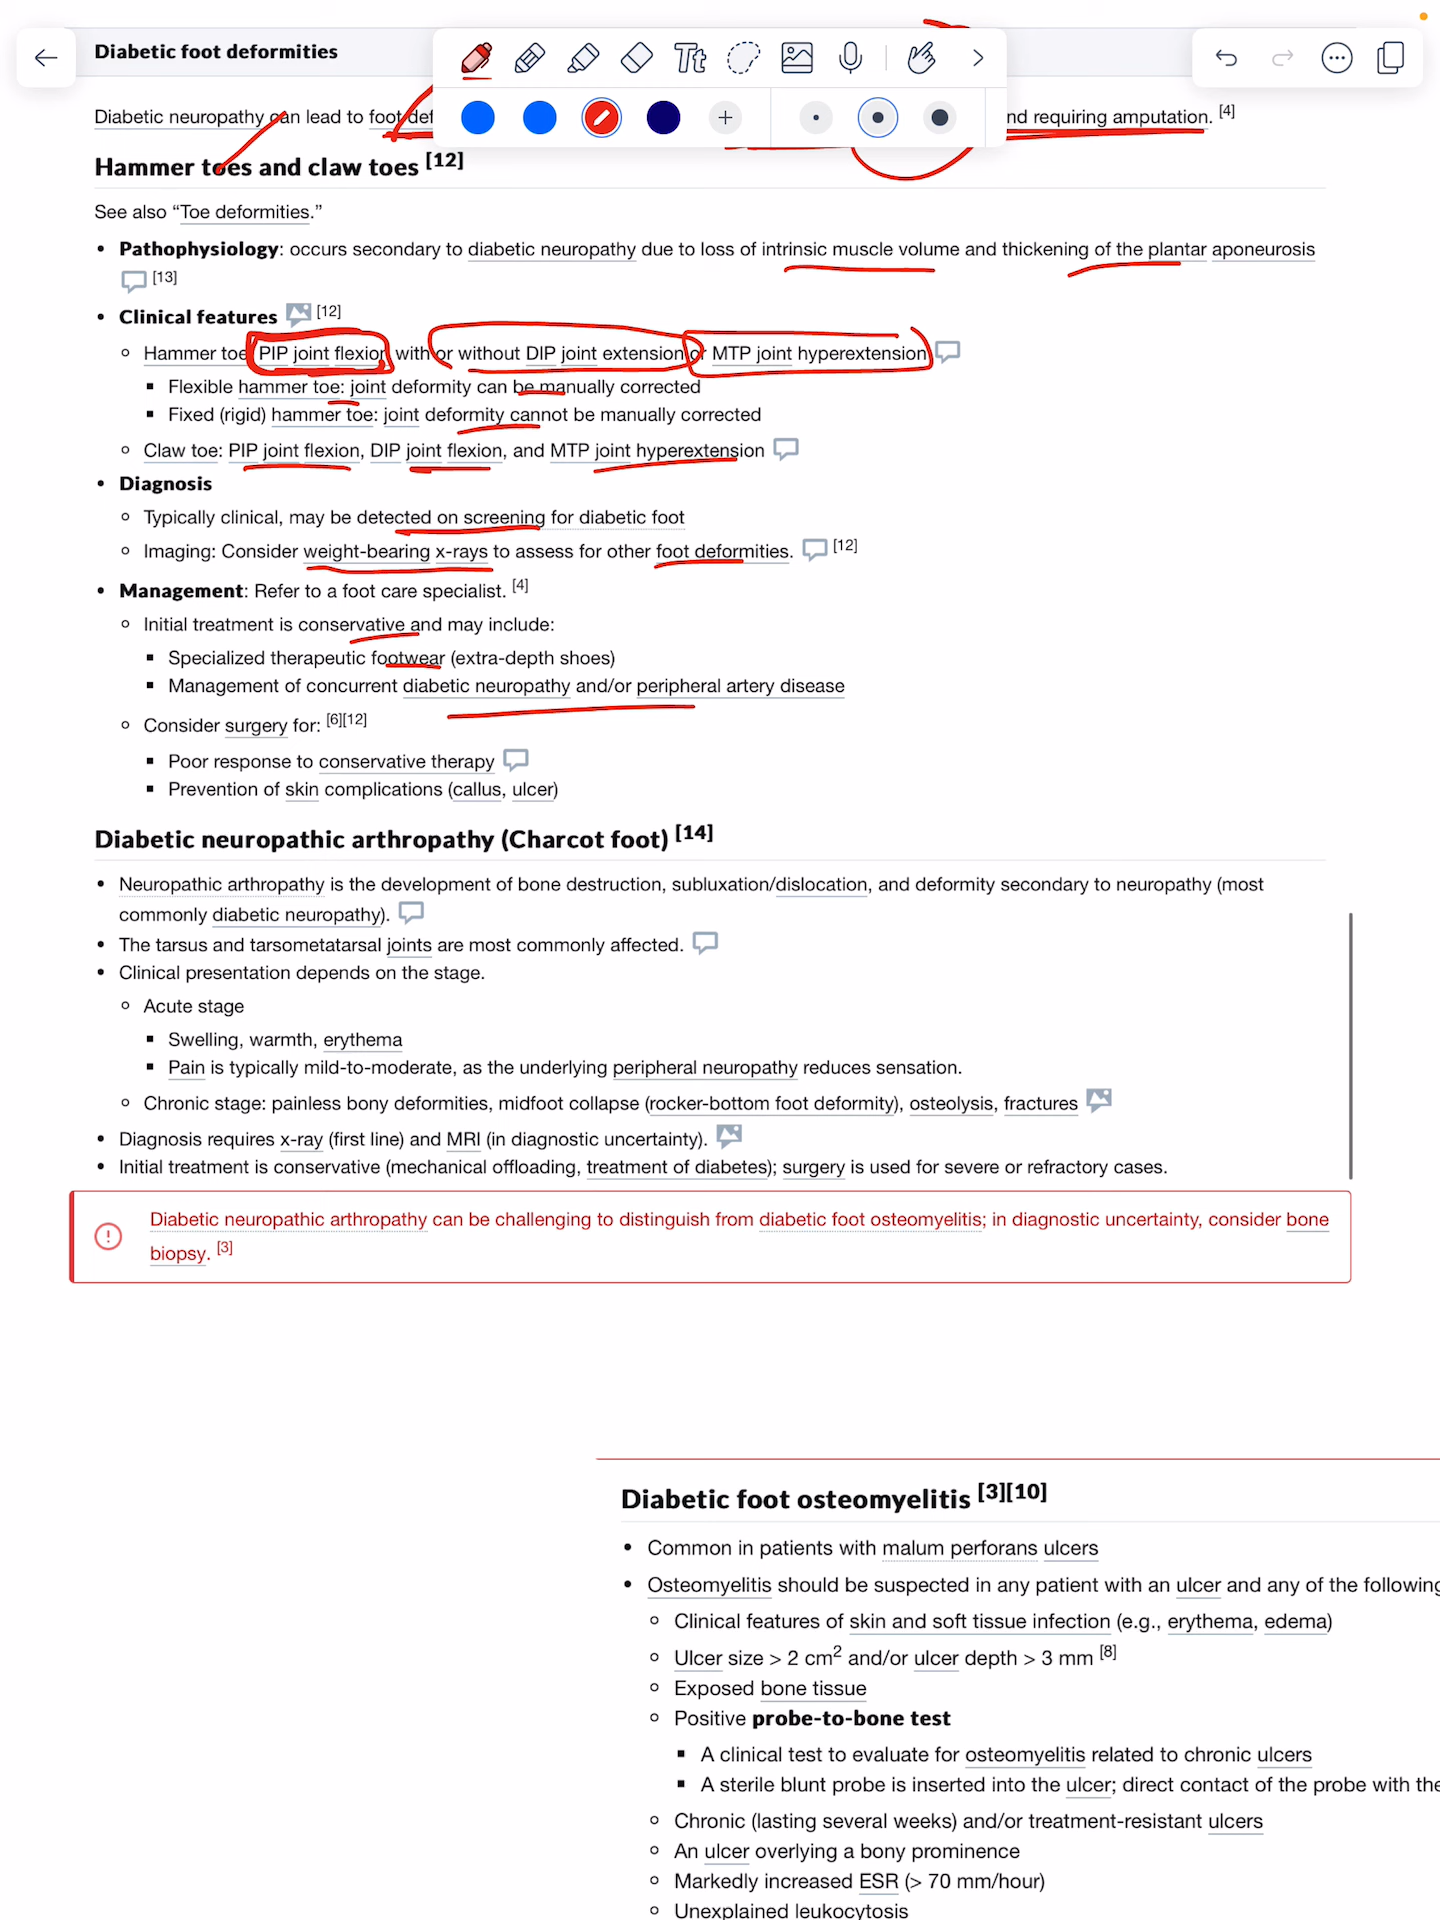 Diabetic foot deformities
Tt
Diabetic neuropathy can lead to foot def nd requiring amputation. [4]
Hammer toes and claw toes [12]
See also “Toe deformities.”
• Pathophysiology: occurs secondary to diabetic neuropathy due to loss of intrinsic muscle volume and thickening of the plantar aponeurosis
[13]
• Clinical features [12]
Hammer toe PIP joint flexion with or without DIP joint extension or MTP joint hyperextension
Flexible hammer toe: joint deformity can be manually corrected
Fixed (rigid) hammer toe: joint deformity cannot be manually corrected
Claw toe: PIP joint flexion, DIP joint flexion, and MTP joint hyperextension
• Diagnosis
Typically clinical, may be detected on screening for diabetic foot
Imaging: Consider weight-bearing x-rays to assess for other foot deformities. [12]
• Management: Refer to a foot care specialist. [4]
Initial treatment is conservative and may include:
Specialized therapeutic footwear (extra-depth shoes)
Management of concurrent diabetic neuropathy and/or peripheral artery disease
Consider surgery for: [6][12]
Poor response to conservative therapy
Prevention of skin complications (callus, ulcer)
Diabetic neuropathic arthropathy (Charcot foot) [14]
• Neuropathic arthropathy is the development of bone destruction, subluxation/dislocation, and deformity secondary to neuropathy (most
commonly diabetic neuropathy).
• The tarsus and tarsometatarsal joints are most commonly affected.
• Clinical presentation depends on the stage.
Acute stage
Swelling, warmth, erythema
Pain is typically mild-to-moderate, as the underlying peripheral neuropathy reduces sensation.
Chronic stage: painless bony deformities, midfoot collapse (rocker-bottom foot deformity), osteolysis, fractures
• Diagnosis requires x-ray (first line) and MRI (in diagnostic uncertainty).
• Initial treatment is conservative (mechanical offloading, treatment of diabetes); surgery is used for severe or refractory cases.
Diabetic neuropathic arthropathy can be challenging to distinguish from diabetic foot osteomyelitis; in diagnostic uncertainty, consider bone
biopsy. [3]
Diabetic foot osteomyelitis [3][10]
• Common in patients with malum perforans ulcers
• Osteomyelitis should be suspected in any patient with an ulcer and any of the following
Clinical features of skin and soft tissue infection (e.g., erythema, edema)
Ulcer size > 2 cm² and/or ulcer depth > 3 mm [8]
Exposed bone tissue
Positive probe-to-bone test
A clinical test to evaluate for osteomyelitis related to chronic ulcers
A sterile blunt probe is inserted into the ulcer; direct contact of the probe with the
Chronic (lasting several weeks) and/or treatment-resistant ulcers
An ulcer overlying a bony prominence
Markedly increased ESR (> 70 mm/hour)
Unexplained leukocytosis